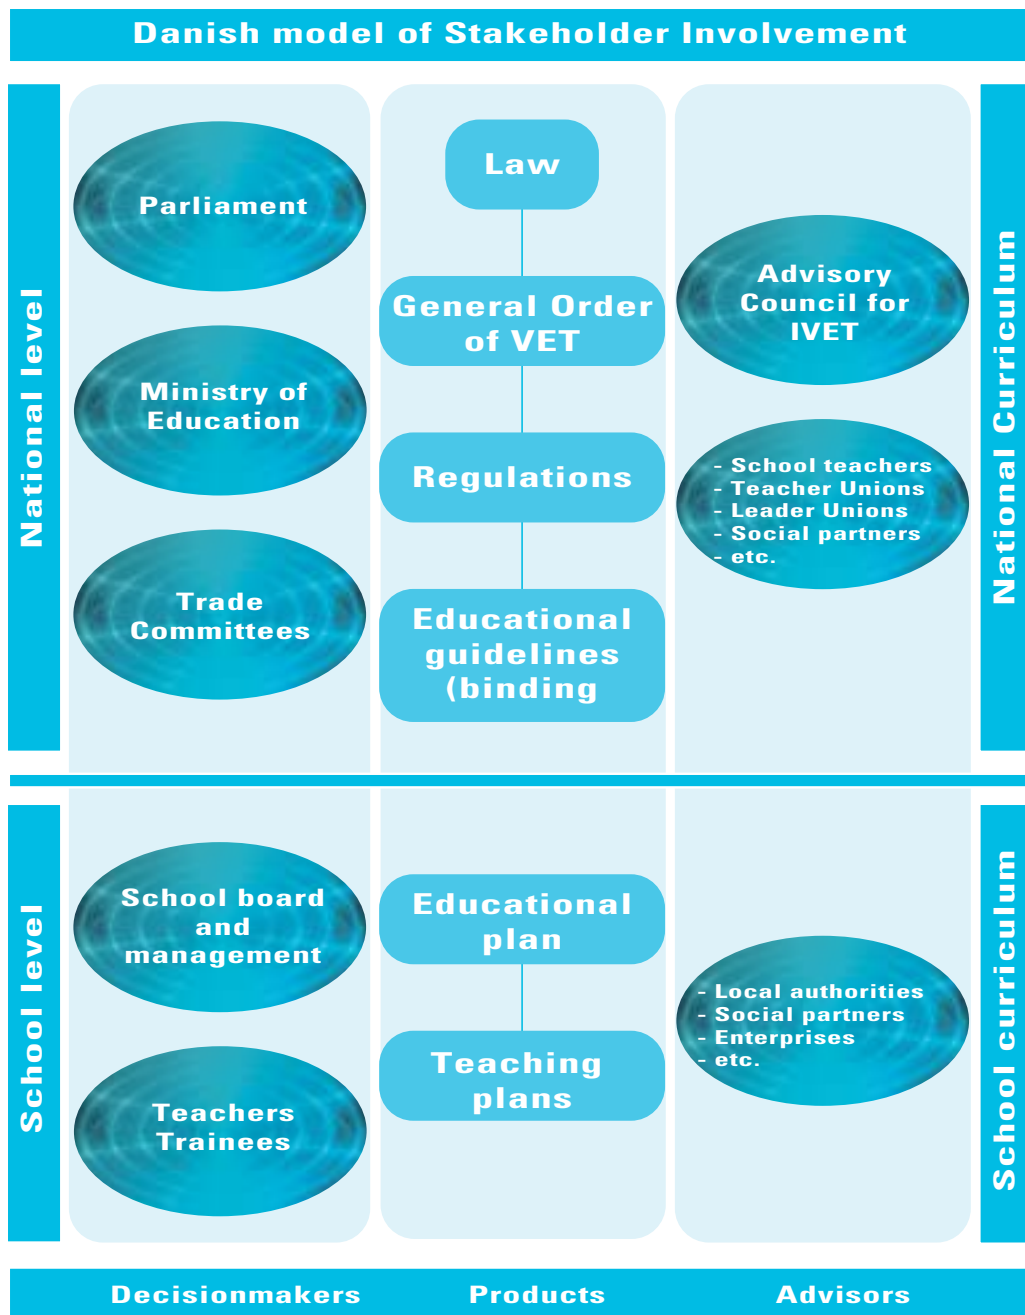 Danish model of Stakeholder Involvement
National level
Parliament
Ministry of
Education
Trade
Committees
Law
General Order
of VET
Regulations
Educational
guidelines
(binding
Advisory
Council for
IVET
- School teachers
- Teacher Unions
- Leader Unions
- Social partners
- etc.
National Curriculum
School level
School board
and
management
Teachers
Trainees
Educational
plan
Teaching
plans
- Local authorities
- Social partners
- Enterprises
- etc.
School curriculum
Decisionmakers
Products
Advisors